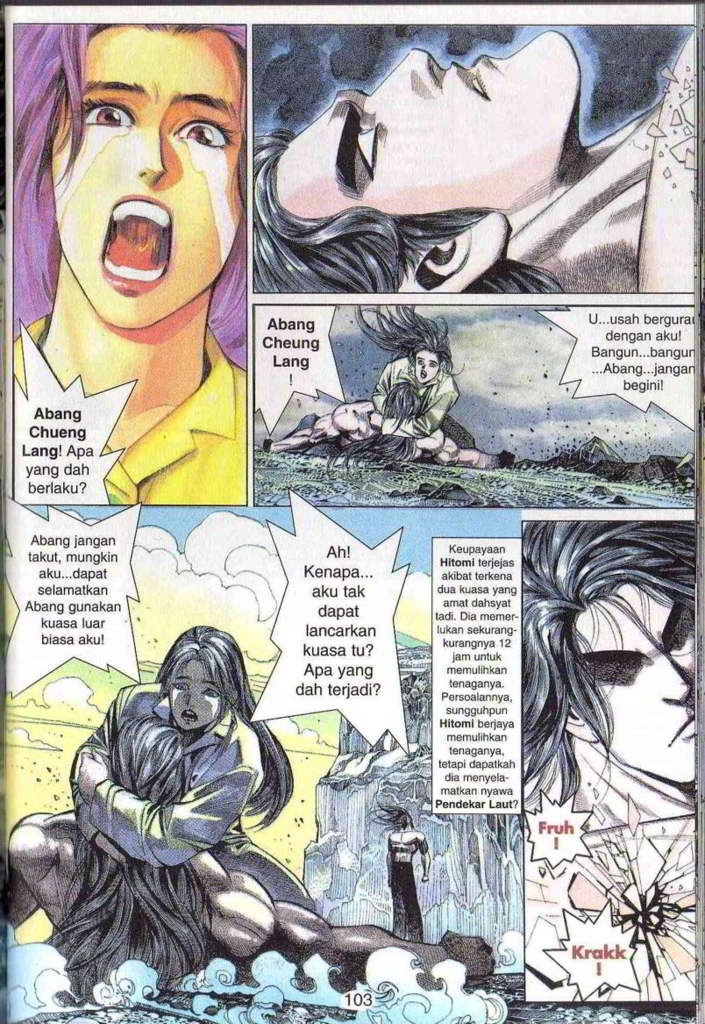 Abang
Chueng
Lang! Apa
yang dah
berlaku?
Abang
Cheung
Lang
!
U...usah bergurau
dengan aku!
Bangun...bangun
...Abang...jangan
begini!
Abang jangan
takut, mungkin
aku...dapat
selamatkan
Abang gunakan
kuasa luar
biasa aku!
Ah!
Kenapa...
aku tak
dapat
lancarkan
kuasa tu?
Apa yang
dah terjadi?
Keupayaan
Hitomi terjejas
akibat terkena
dua kuasa yang
amat dahsyat
tadi. Dia memer-
lukan sekurang-
kurangnya 12
jam untuk
memulihkan
tenaganya.
Persoalannya,
sungguhpun
Hitomi berjaya
memulihkan
tenaganya,
tetapi dapatkah
dia menyela-
matkan nyawa
Pendekar Laut?
Fruh
!
Krakk
!
103